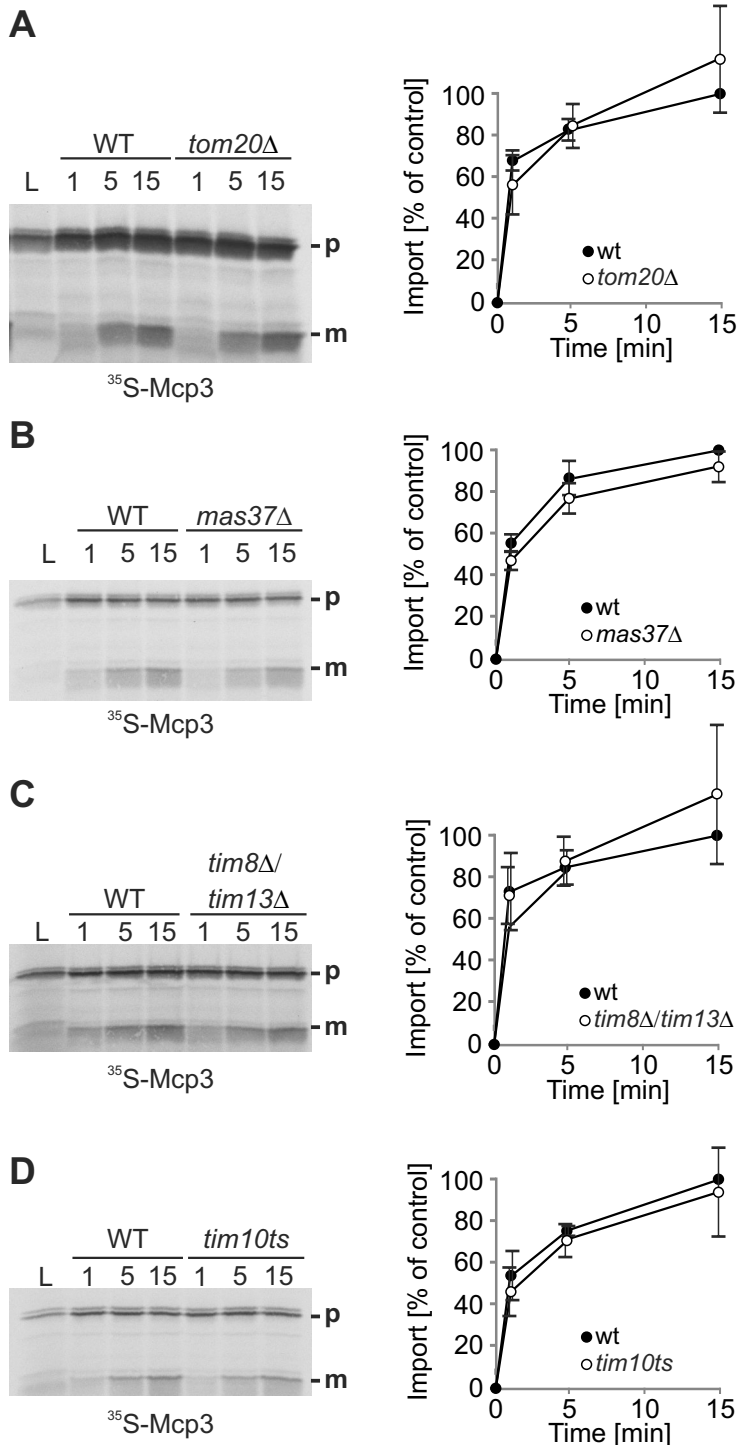 A
WT tom20Δ
L 1 5 15 1 5 15
p
m
³⁵S-Mcp3
Import [% of control]
100
80
60
40
20
0
wt
tom20Δ
0 5 10 15
Time [min]
B
WT mas37Δ
L 1 5 15 1 5 15
p
m
³⁵S-Mcp3
Import [% of control]
100
80
60
40
20
0
wt
mas37Δ
0 5 10 15
Time [min]
C
tim8Δ/
WT tim13Δ
L 1 5 15 1 5 15
p
m
³⁵S-Mcp3
Import [% of control]
100
80
60
40
20
0
wt
tim8Δ/tim13Δ
0 5 10 15
Time [min]
D
WT tim10ts
L 1 5 15 1 5 15
p
m
³⁵S-Mcp3
Import [% of control]
100
80
60
40
20
0
wt
tim10ts
0 5 10 15
Time [min]